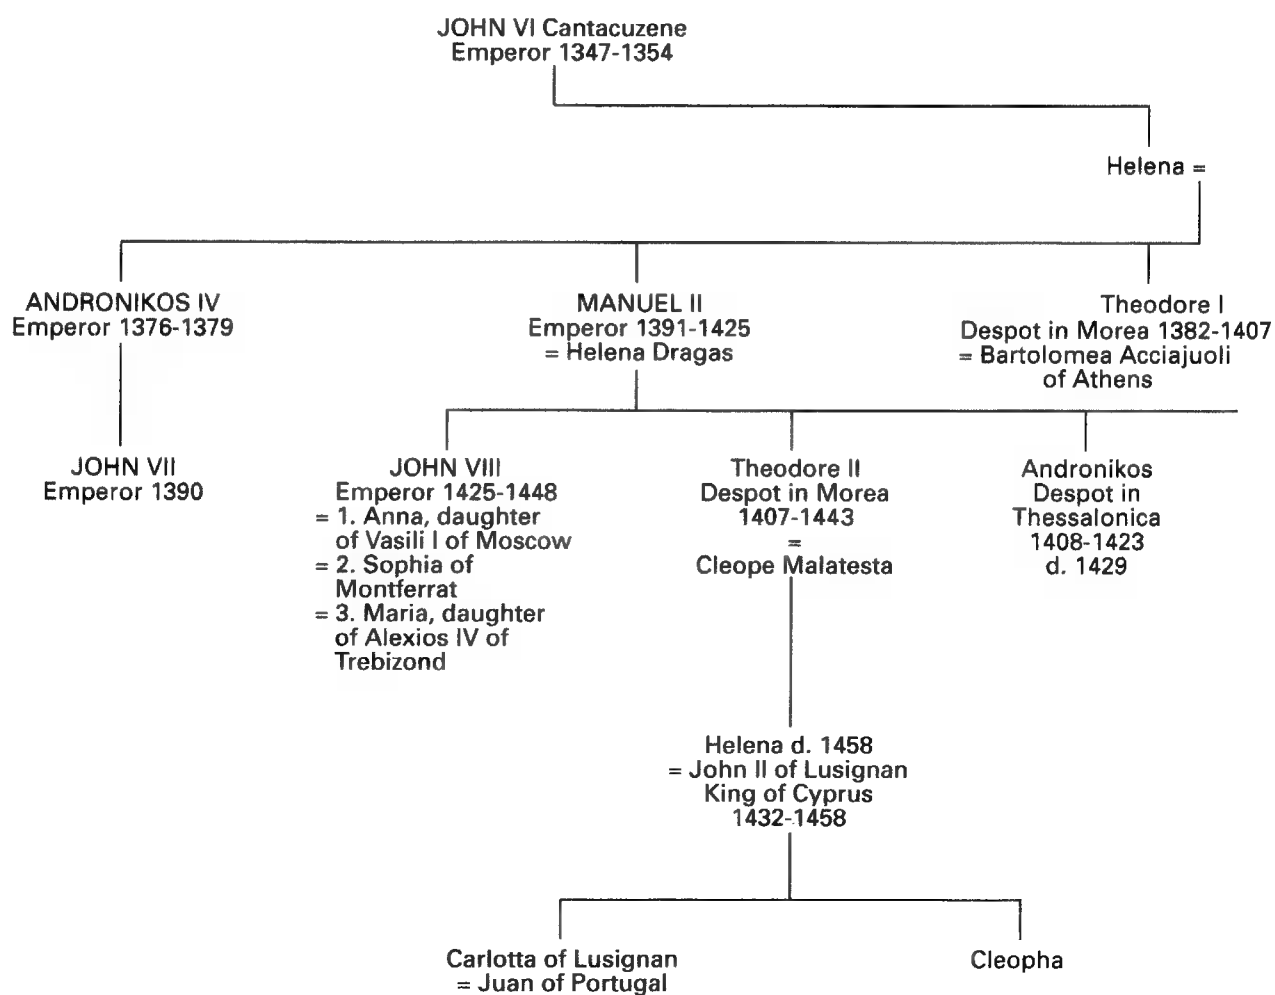 JOHN VI Cantacuzene
Emperor 1347-1354
Helena =
ANDRONIKOS IV
Emperor 1376-1379
MANUEL II
Emperor 1391-1425
= Helena Dragas
Theodore I
Despot in Morea 1382-1407
= Bartolomea Acciajuoli
of Athens
JOHN VII
Emperor 1390
JOHN VIII
Emperor 1425-1448
= 1. Anna, daughter
of Vasili I of Moscow
= 2. Sophia of
Montferrat
= 3. Maria, daughter
of Alexios IV of
Trebizond
Theodore II
Despot in Morea
1407-1443
=
Cleope Malatesta
Andronikos
Despot in
Thessalonica
1408-1423
d. 1429
Helena d. 1458
= John II of Lusignan
King of Cyprus
1432-1458
Carlotta of Lusignan
= Juan of Portugal
Cleopha